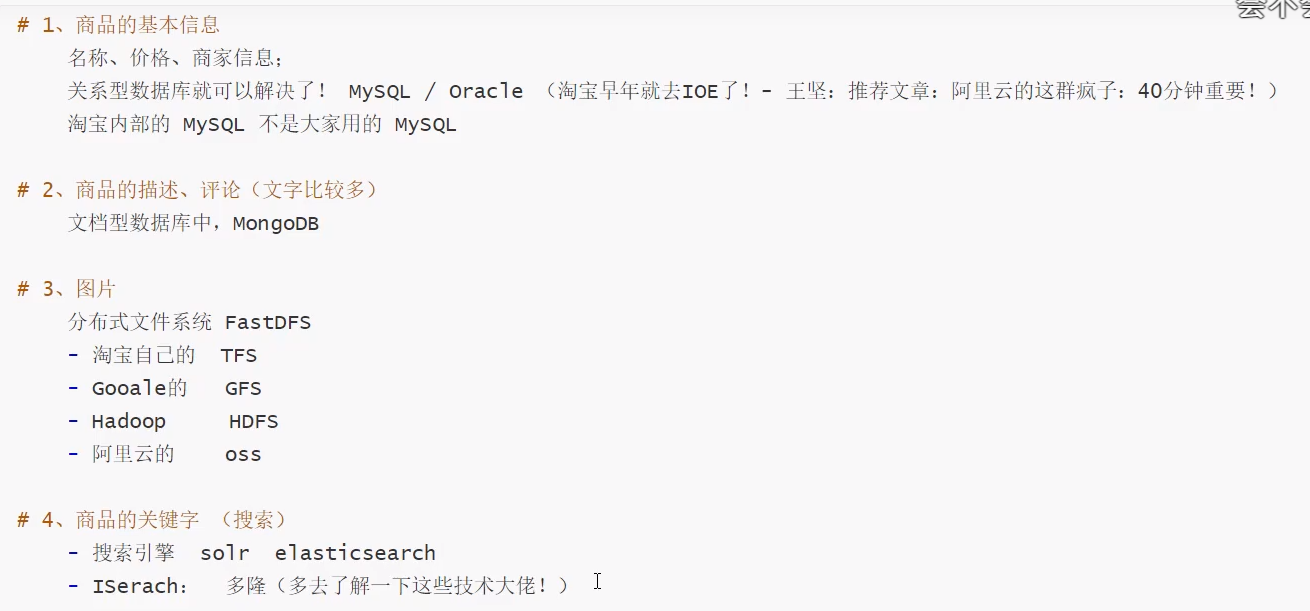 # 1、商品的基本信息
名称、价格、商家信息;
关系型数据库就可以解决了! MySQL / Oracle （淘宝早年就去IOE了!- 王坚：推荐文章：阿里云的这群疯子：40分钟重要!）
淘宝内部的 MySQL 不是大家用的 MySQL
# 2、商品的描述、评论（文字比较多）
文档型数据库中，MongoDB
# 3、图片
分布式文件系统 FastDFS
- 淘宝自己的 TFS
- Gooale的 GFS
- Hadoop HDFS
- 阿里云的 oss
# 4、商品的关键字 （搜索）
- 搜索引擎 solr elasticsearch
- ISerach： 多隆（多去了解一下这些技术大佬!）